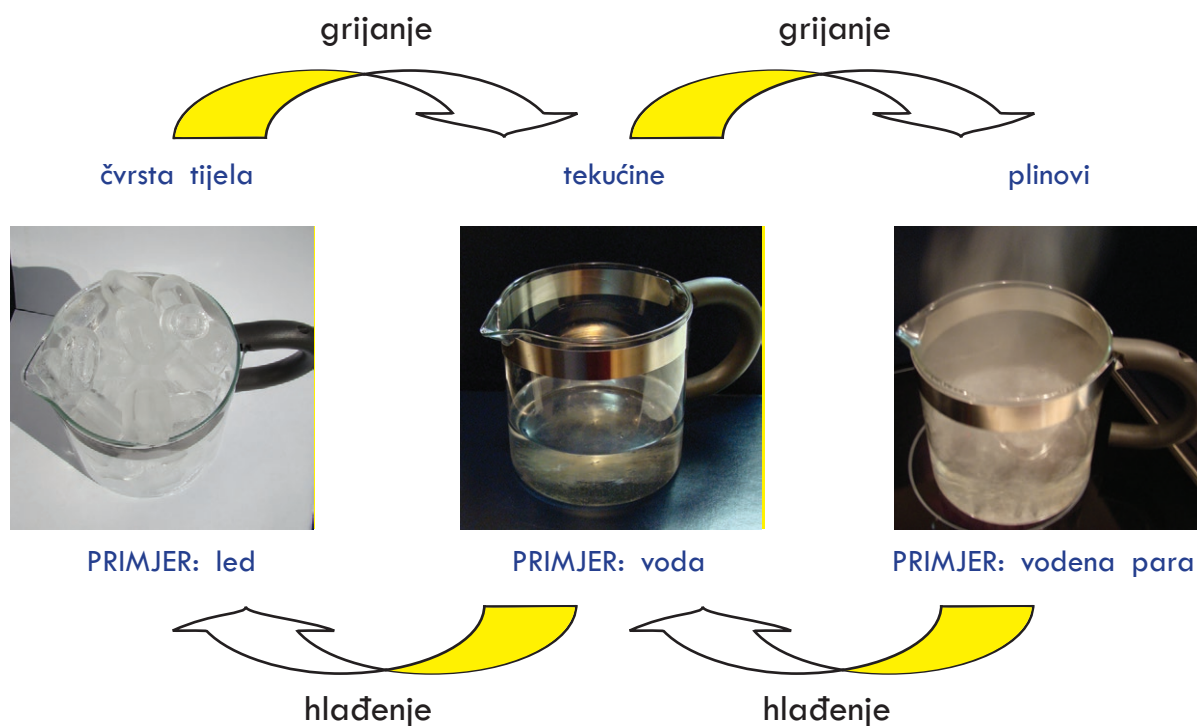 grijanje grijanje
čvrsta tijela tekućine plinovi
PRIMJER: led PRIMJER: voda PRIMJER: vodena para
hlađenje hlađenje